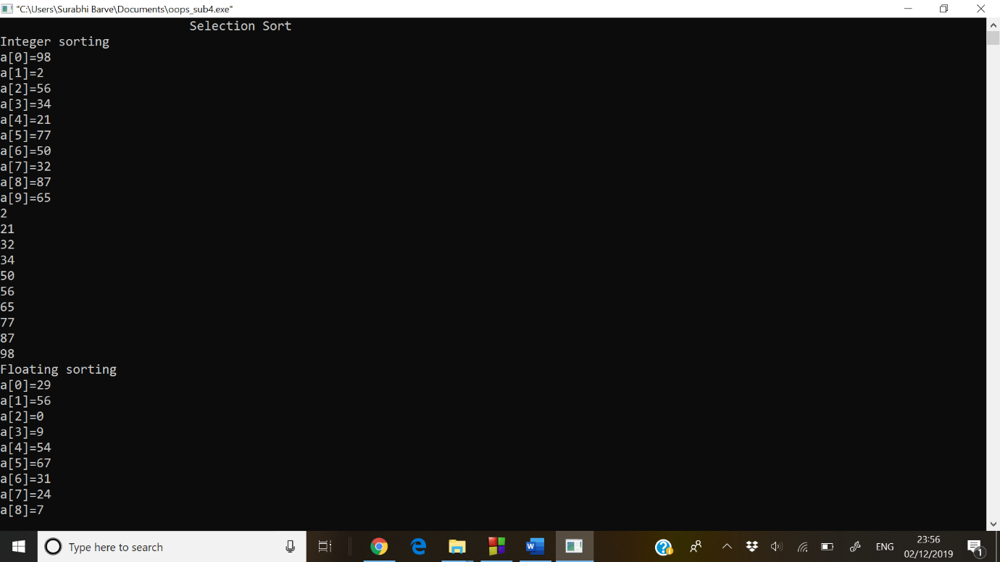 "C:\Users\Surabhi Barve\Documents\oops_sub4.exe"
Selection Sort
Integer sorting
a[0]=98
a[1]=2
a[2]=56
a[3]=34
a[4]=21
a[5]=77
a[6]=50
a[7]=32
a[8]=87
a[9]=65
2
21
32
34
50
56
65
77
87
98
Floating sorting
a[0]=29
a[1]=56
a[2]=0
a[3]=9
a[4]=54
a[5]=67
a[6]=31
a[7]=24
a[8]=7
Type here to search
ENG
23:56
02/12/2019
1